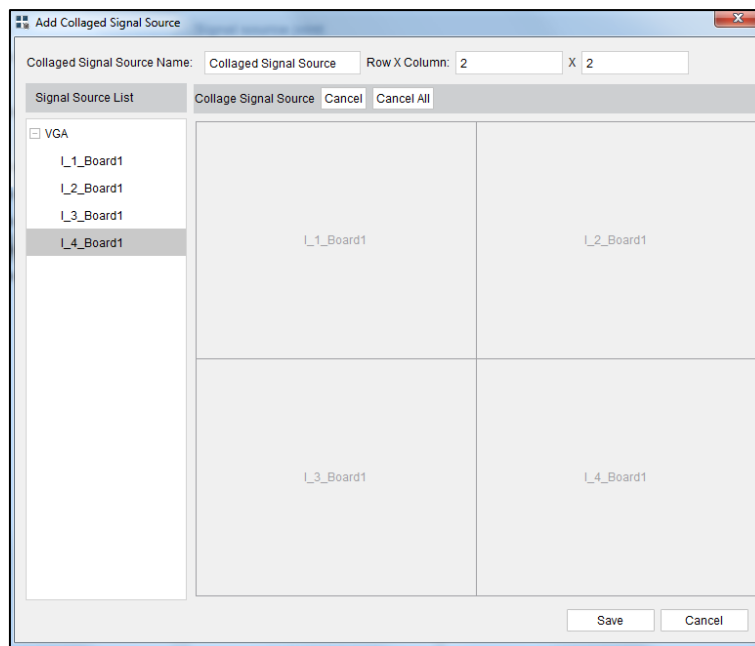 Add Collaged Signal Source
Collaged Signal Source Name: Collaged Signal Source Row X Column: 2 X 2
Signal Source List
Collage Signal Source Cancel Cancel All
VGA
I_1_Board1
I_2_Board1
I_3_Board1
I_4_Board1
I_1_Board1 I_2_Board1
I_3_Board1 I_4_Board1
Save Cancel